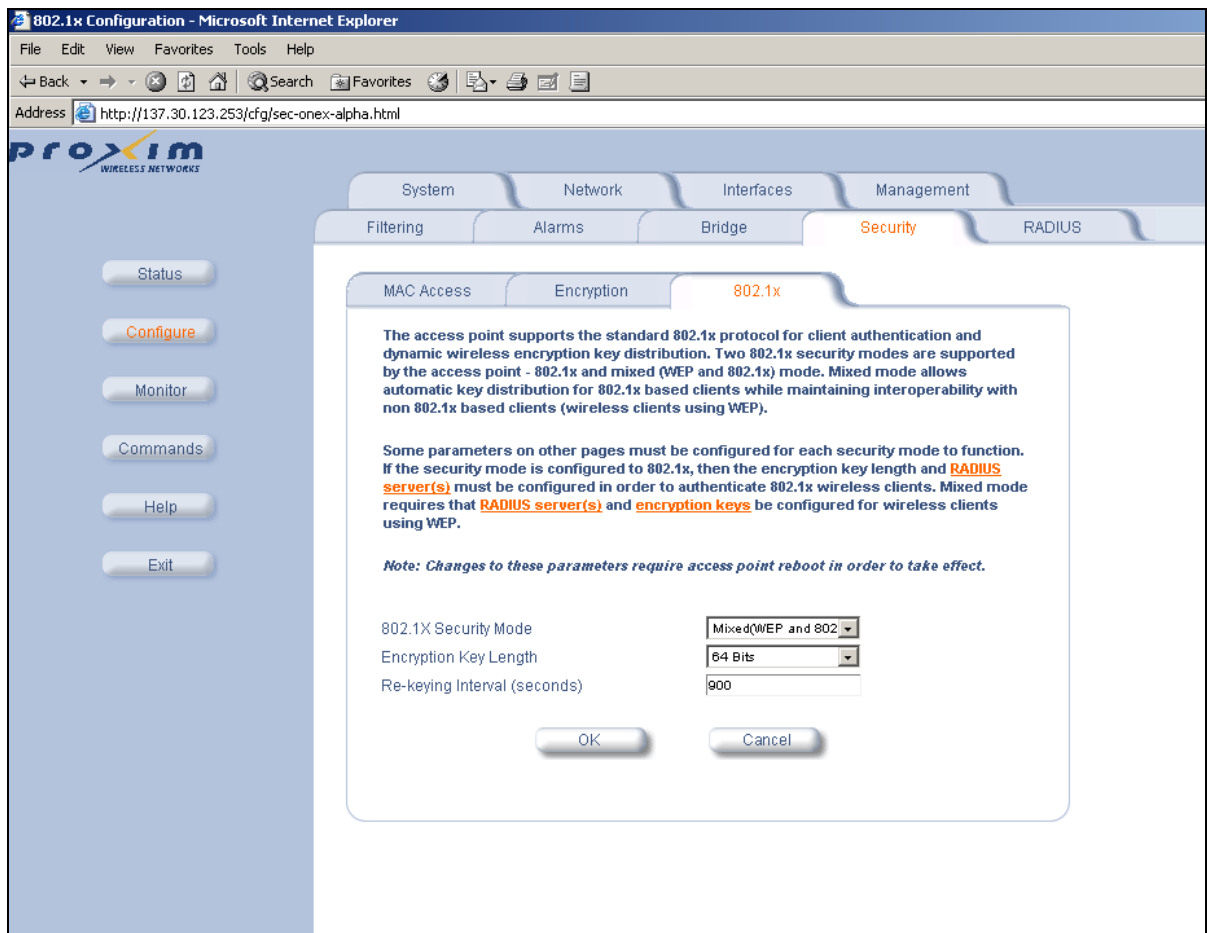 802.1x Configuration - Microsoft Internet Explorer
File Edit View Favorites Tools Help
Back Search Favorites
Address http://137.30.123.253/cfg/sec-onex-alpha.html
proxim
WIRELESS NETWORKS
System Network Interfaces Management
Filtering Alarms Bridge Security RADIUS
Status
Configure
Monitor
Commands
Help
Exit
MAC Access Encryption 802.1x
The access point supports the standard 802.1x protocol for client authentication and
dynamic wireless encryption key distribution. Two 802.1x security modes are supported
by the access point - 802.1x and mixed (WEP and 802.1x) mode. Mixed mode allows
automatic key distribution for 802.1x based clients while maintaining interoperability with
non 802.1x based clients (wireless clients using WEP).
Some parameters on other pages must be configured for each security mode to function.
If the security mode is configured to 802.1x, then the encryption key length and RADIUS
server(s) must be configured in order to authenticate 802.1x wireless clients. Mixed mode
requires that RADIUS server(s) and encryption keys be configured for wireless clients
using WEP.
Note: Changes to these parameters require access point reboot in order to take effect.
802.1X Security Mode Mixed(WEP and 802
Encryption Key Length 64 Bits
Re-keying Interval (seconds) 900
OK Cancel